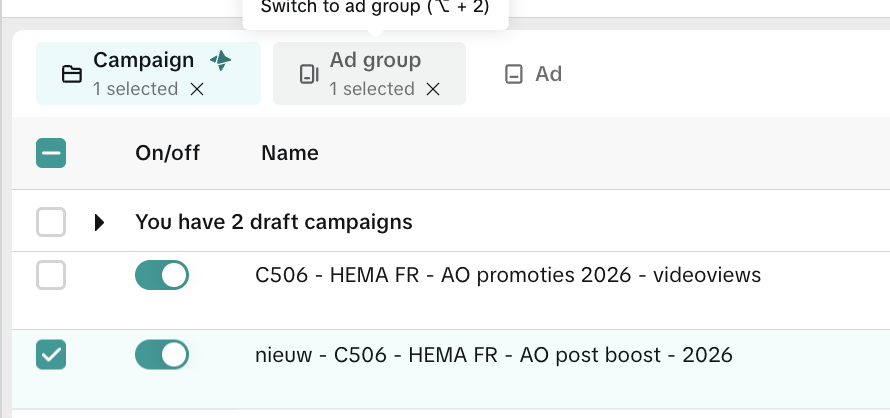 Switch to ad group (⌥ + 2)
Campaign
1 selected
Ad group
1 selected
Ad
On/off
Name
You have 2 draft campaigns
C506 - HEMA FR - AO promoties 2026 - videoviews
nieuw - C506 - HEMA FR - AO post boost - 2026